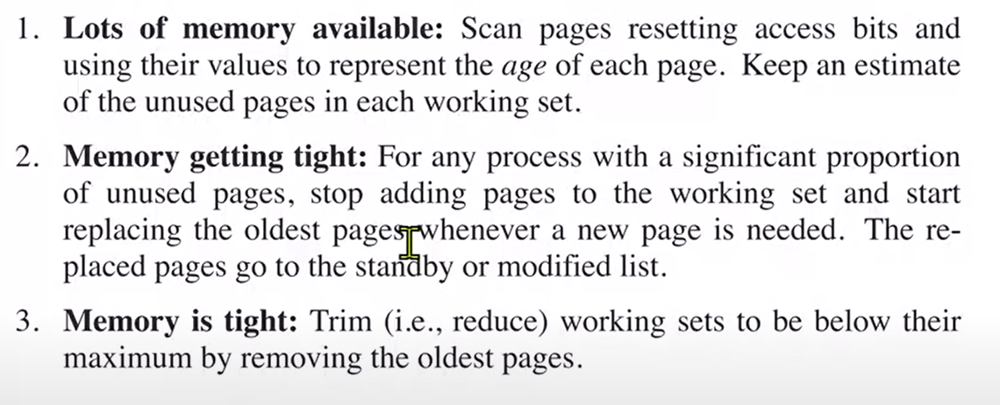 1. Lots of memory available: Scan pages resetting access bits and
using their values to represent the age of each page. Keep an estimate
of the unused pages in each working set.
2. Memory getting tight: For any process with a significant proportion
of unused pages, stop adding pages to the working set and start
replacing the oldest pages whenever a new page is needed. The re-
placed pages go to the standby or modified list.
3. Memory is tight: Trim (i.e., reduce) working sets to be below their
maximum by removing the oldest pages.